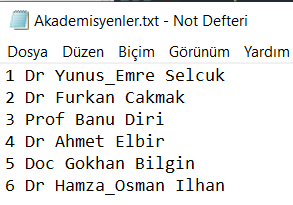 Akademisyenler.txt - Not Defteri
Dosya Düzen Biçim Görünüm Yardım
1 Dr Yunus_Emre Selcuk
2 Dr Furkan Cakmak
3 Prof Banu Diri
4 Dr Ahmet Elbir
5 Doc Gokhan Bilgin
6 Dr Hamza_Osman Ilhan